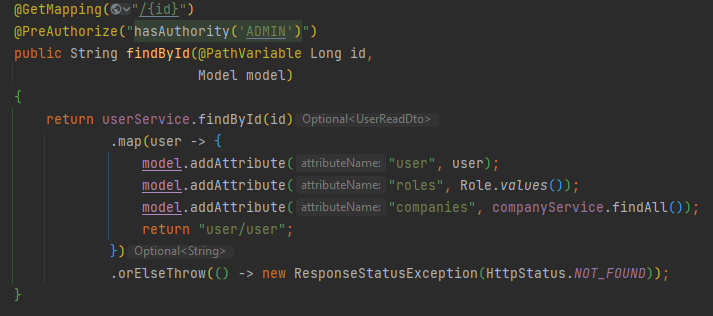 @GetMapping("/{id}")
@PreAuthorize("hasAuthority('ADMIN')")
public String findById(@PathVariable Long id,
                       Model model)
{
    return userService.findById(id) Optional<UserReadDto>
            .map(user -> {
                model.addAttribute( attributeName: "user", user);
                model.addAttribute( attributeName: "roles", Role.values());
                model.addAttribute( attributeName: "companies", companyService.findAll());
                return "user/user";
            }) Optional<String>
            .orElseThrow(() -> new ResponseStatusException(HttpStatus.NOT_FOUND));
}